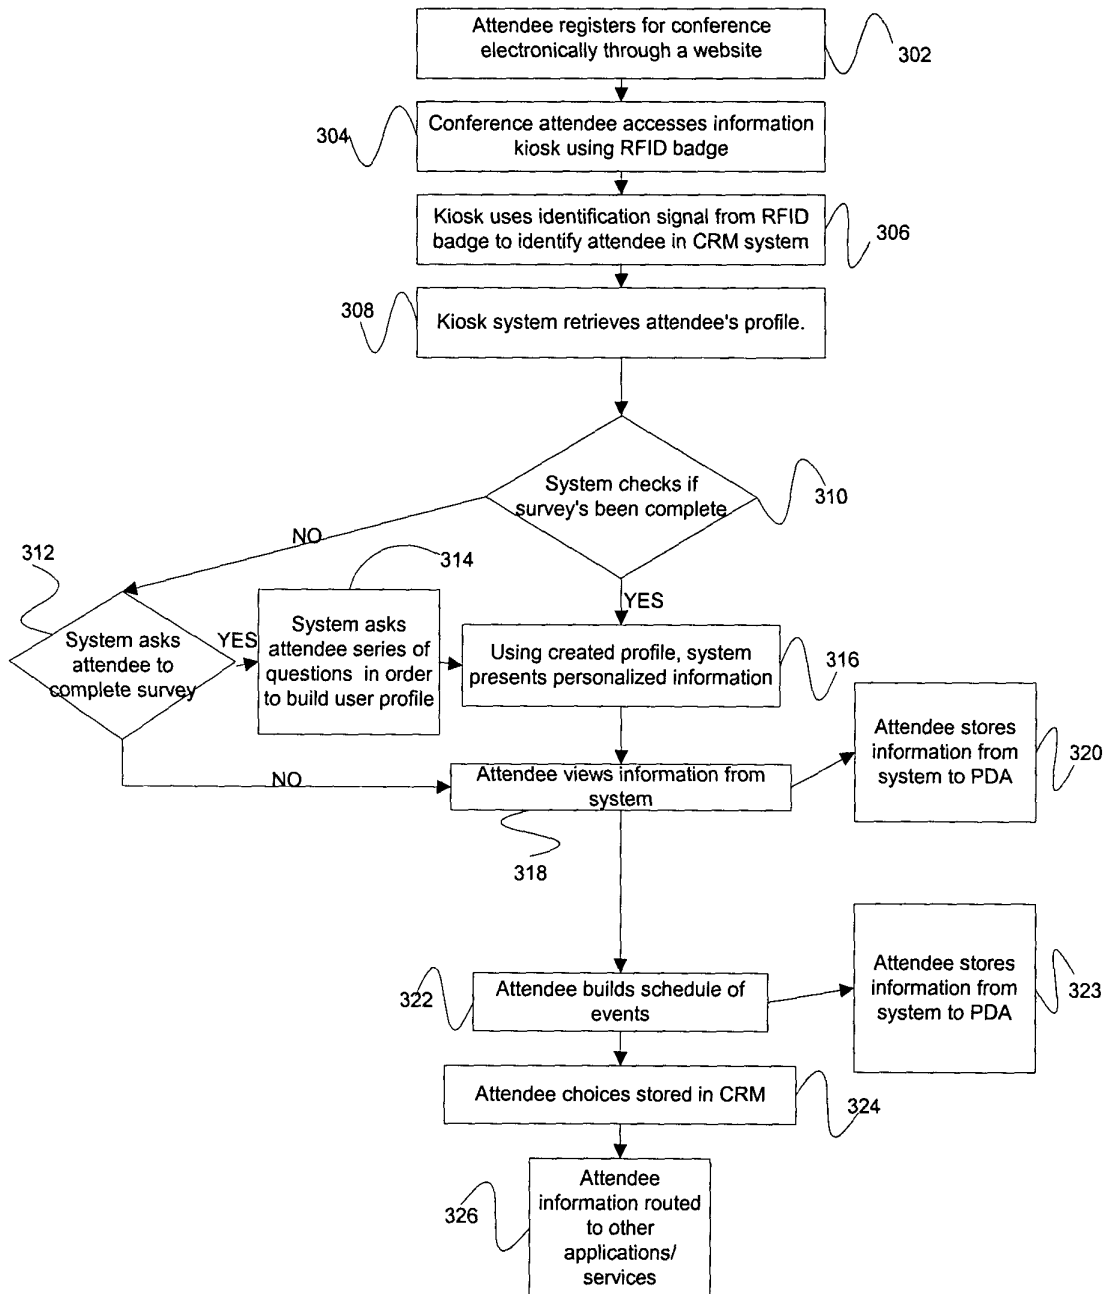 Attendee registers for conference
electronically through a website
302
304
Conference attendee accesses information
kiosk using RFID badge
Kiosk uses identification signal from RFID
badge to identify attendee in CRM system
306
308
Kiosk system retrieves attendee's profile.
System checks if
survey's been complete
310
NO
YES
312
System asks
attendee to
complete survey
YES
314
System asks
attendee series of
questions in order
to build user profile
Using created profile, system
presents personalized information
316
NO
Attendee views information from
system
318
Attendee stores
information from
system to PDA
320
322
Attendee builds schedule of
events
Attendee stores
information from
system to PDA
323
Attendee choices stored in CRM
324
326
Attendee
information routed
to other
applications/
services